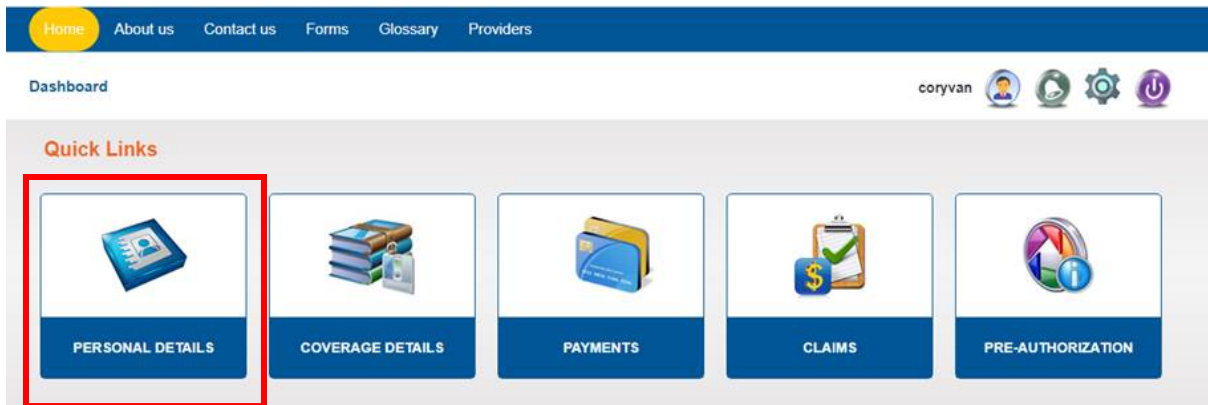 Home About us Contact us Forms Glossary Providers
Dashboard coryvan
Quick Links
PERSONAL DETAILS COVERAGE DETAILS PAYMENTS CLAIMS PRE-AUTHORIZATION